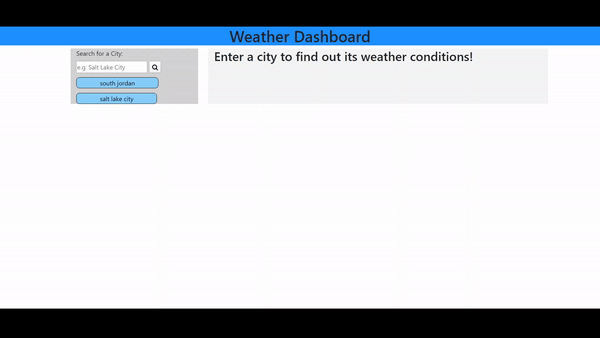 Weather Dashboard
Search for a City:
e.g. Salt Lake City
south jordan
salt lake city
Enter a city to find out its weather conditions!